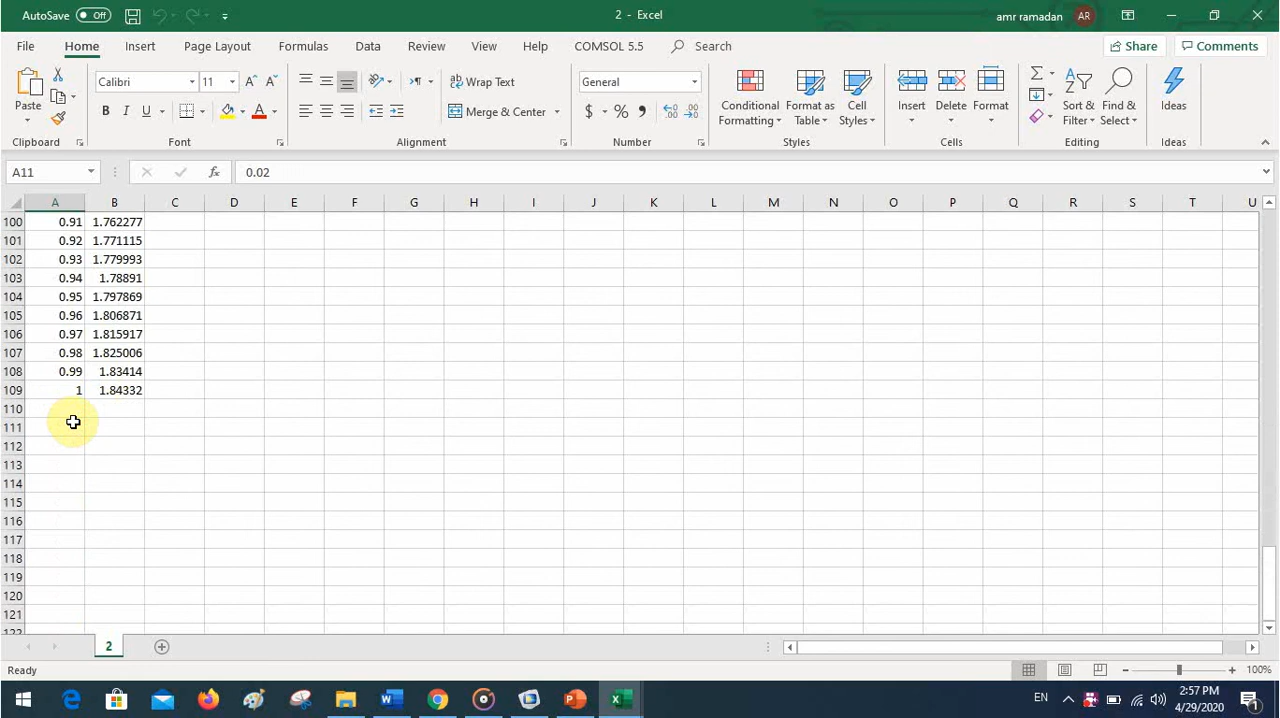 AutoSave Off 2 - Excel amr ramadan AR
File Home Insert Page Layout Formulas Data Review View Help COMSOL 5.5 Search Share Comments
Paste Calibri 11 Wrap Text General Conditional Formatting Format as Table Cell Styles Insert Delete Format Sort & Filter Find & Select Ideas
B I U A Merge & Center $ % ,
Clipboard Font Alignment Number Styles Cells Editing Ideas
A11 fx 0.02
A B C D E F G H I J K L M N O P Q R S T U
100 0.91 1.762277
101 0.92 1.771115
102 0.93 1.779993
103 0.94 1.78891
104 0.95 1.797869
105 0.96 1.806871
106 0.97 1.815917
107 0.98 1.825006
108 0.99 1.83414
109 1 1.84332
110
111
112
113
114
115
116
117
118
119
120
121
122
2
Ready 100%
EN 2:57 PM
4/29/2020 1